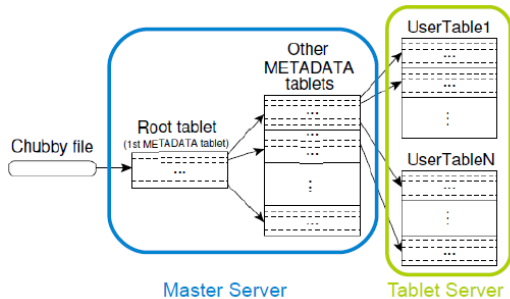 Chubby file
Root tablet
(1st METADATA tablet)
...
Other
METADATA
tablets
...
...
...
⋮
...
UserTable1
...
...
⋮
UserTableN
...
⋮
...
Master Server
Tablet Server